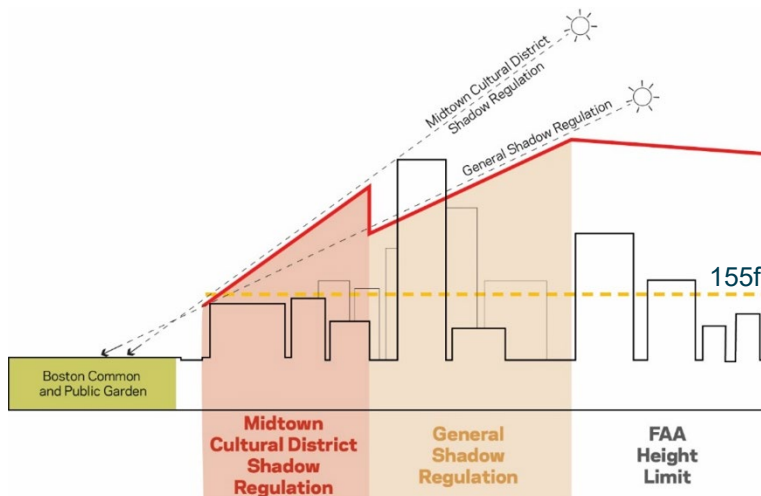 Midtown Cultural District
Shadow Regulation
General Shadow Regulation
155f
Boston Common
and Public Garden
Midtown
Cultural District
Shadow
Regulation
General
Shadow
Regulation
FAA
Height
Limit